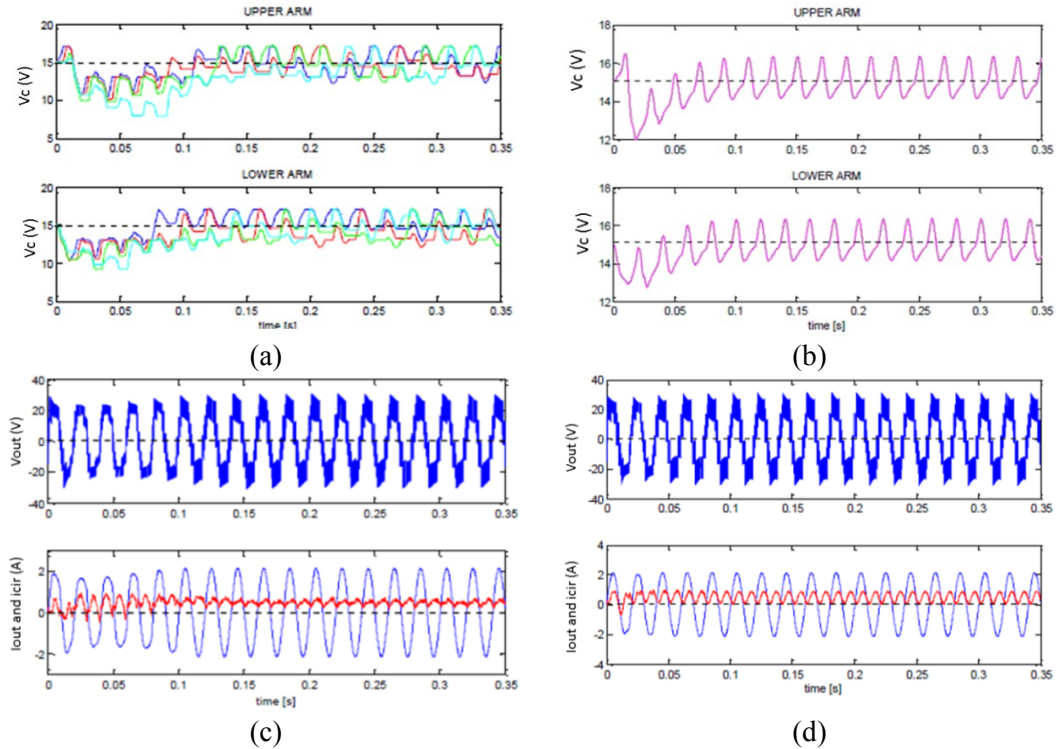 UPPER ARM
Vc (V)
20
15
10
5
0 0.05 0.1 0.15 0.2 0.25 0.3 0.35
LOWER ARM
Vc (V)
20
15
10
5
0 0.05 0.1 0.15 0.2 0.25 0.3 0.35
time [s]
(a)
UPPER ARM
Vc (V)
18
16
14
12
0 0.05 0.1 0.15 0.2 0.25 0.3 0.35
LOWER ARM
Vc (V)
18
16
14
12
0 0.05 0.1 0.15 0.2 0.25 0.3 0.35
time [s]
(b)
Vout (V)
40
20
0
-20
-40
0 0.05 0.1 0.15 0.2 0.25 0.3 0.35
Iout and icir (A)
2
0
-2
0 0.05 0.1 0.15 0.2 0.25 0.3 0.35
time [s]
(c)
Vout (V)
40
20
0
-20
-40
0 0.05 0.1 0.15 0.2 0.25 0.3 0.35
Iout and icir (A)
4
2
0
-2
-4
0 0.05 0.1 0.15 0.2 0.25 0.3 0.35
time [s]
(d)